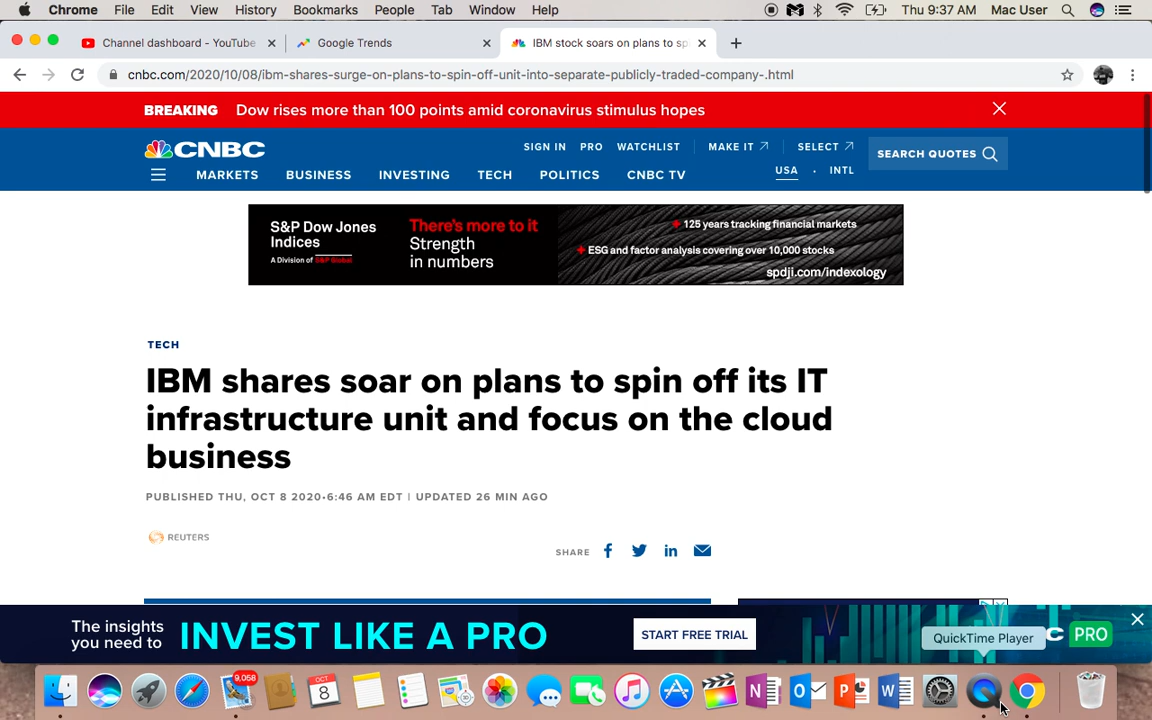 Chrome File Edit View History Bookmarks People Tab Window Help Thu 9:37 AM Mac User
Channel dashboard - YouTube Google Trends IBM stock soars on plans to sp
cnbc.com/2020/10/08/ibm-shares-surge-on-plans-to-spin-off-unit-into-separate-publicly-traded-company-.html
BREAKING Dow rises more than 100 points amid coronavirus stimulus hopes
CNBC
SIGN IN PRO WATCHLIST MAKE IT SELECT
SEARCH QUOTES
USA · INTL
MARKETS BUSINESS INVESTING TECH POLITICS CNBC TV
S&P Dow Jones
Indices
A Division of S&P Global
There's more to it
Strength
in numbers
125 years tracking financial markets
ESG and factor analysis covering over 10,000 stocks
spdji.com/indexology
TECH
IBM shares soar on plans to spin off its IT
infrastructure unit and focus on the cloud
business
PUBLISHED THU, OCT 8 2020•6:46 AM EDT | UPDATED 26 MIN AGO
REUTERS
SHARE
The insights
you need to
INVEST LIKE A PRO
START FREE TRIAL
QuickTime Player
C PRO
9,058
OCT
8
N O P W